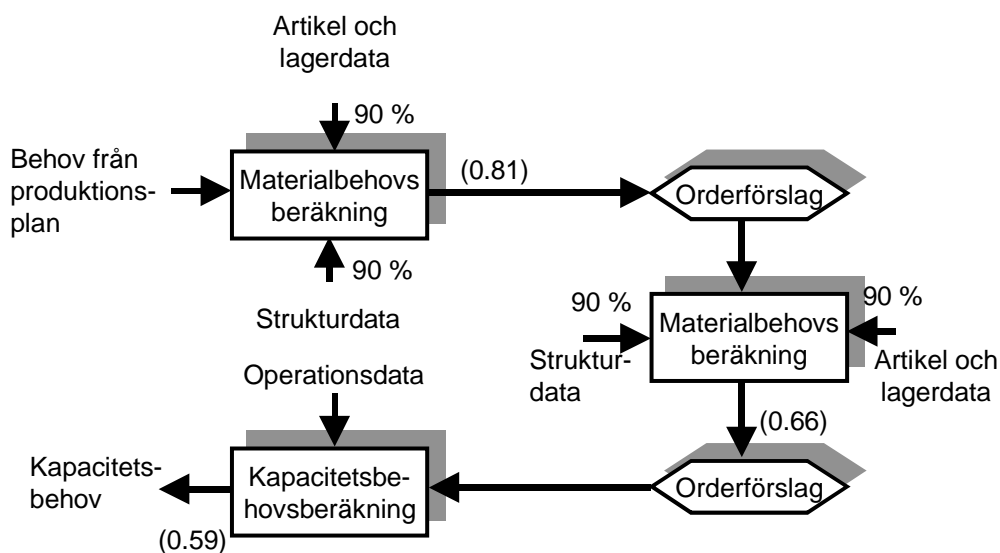 Artikel och
lagerdata
90 %
Behov från
produktions-
plan
Materialbehovs
beräkning
(0.81)
Orderförslag
90 %
Strukturdata
90 %
90 %
Materialbehovs
beräkning
Struktur-
data
Artikel och
lagerdata
Operationsdata
(0.66)
Kapacitets-
behov
Kapacitetsbe-
hovsberäkning
Orderförslag
(0.59)